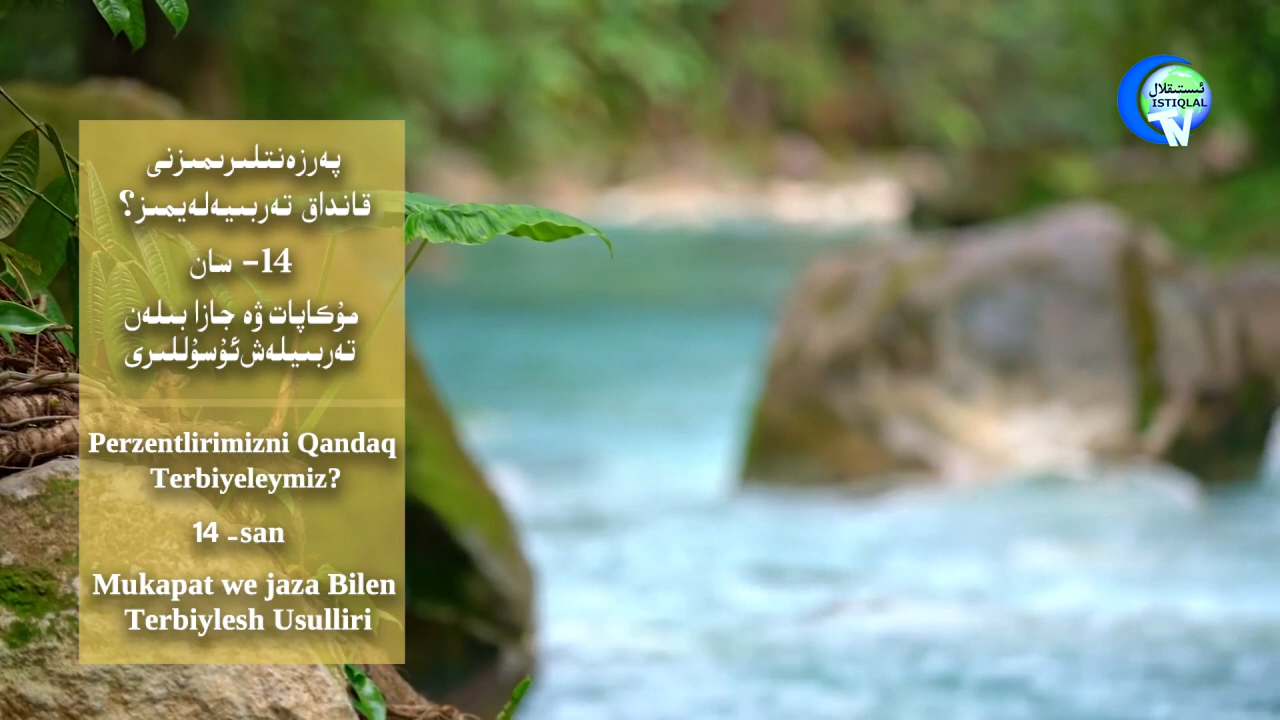 پەرزەنتلىرىمىزنى
قانداق تەربىيەلەيمىز؟
14- سان
مۇكاپات ۋە جازا بىلەن
تەربىيلەش ئۇسۇللىرى
Perzentlirimizni Qandaq
Terbiyeleymiz?
14 -san
Mukapat we jaza Bilen
Terbiylesh Usulliri
ئىستىقلال
ISTIQLAL
TV